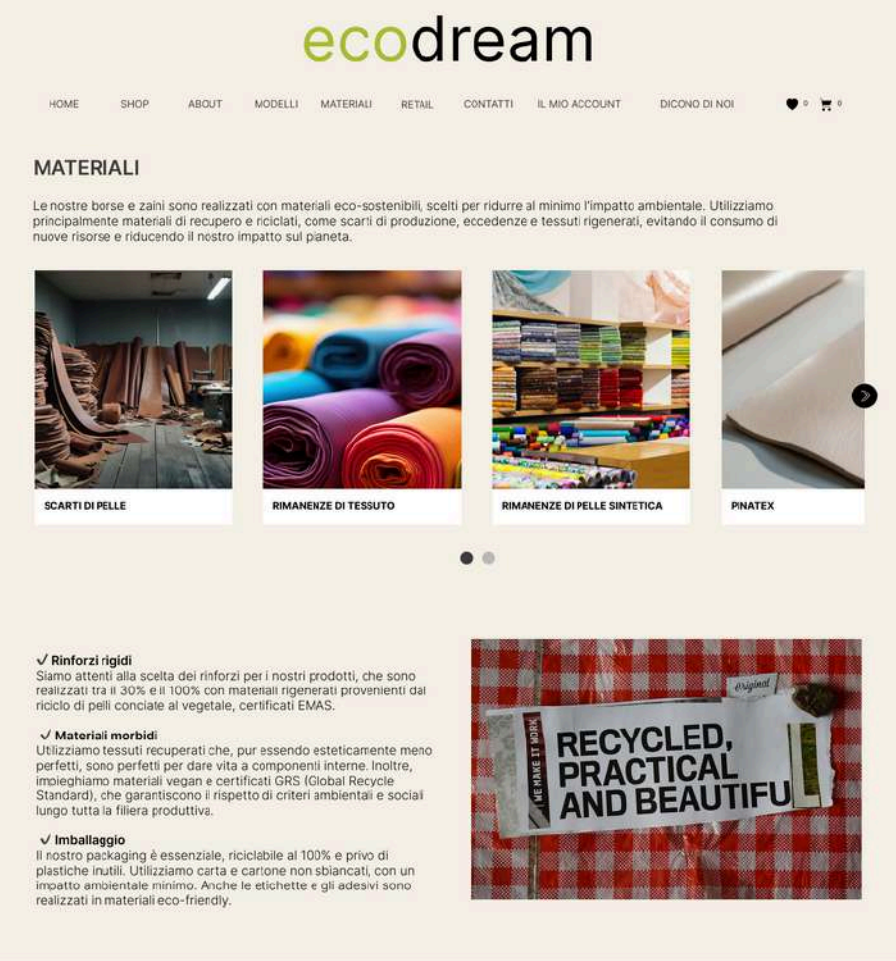 ecodream
HOME SHOP ABOUT MODELLI MATERIALI RETAIL CONTATTI IL MIO ACCOUNT DICONO DI NOI 0 0
MATERIALI
Le nostre borse e zaini sono realizzati con materiali eco-sostenibili, scelti per ridurre al minimo l'impatto ambientale. Utilizziamo
principalmente materiali di recupero e riciclati, come scarti di produzione, eccedenze e tessuti rigenerati, evitando il consumo di
nuove risorse e riducendo il nostro impatto sul pianeta.
SCARTI DI PELLE
RIMANENZE DI TESSUTO
RIMANENZE DI PELLE SINTETICA
PINATEX
Rinforzi rigidi
Siamo attenti alla scelta dei rinforzi per i nostri prodotti, che sono
realizzati tra il 30% e il 100% con materiali rigenerati provenienti dal
riciclo di pelli conciate al vegetale, certificati EMAS.
Materiali morbidi
Utilizziamo tessuti recuperati che, pur essendo esteticamente meno
perfetti, sono perfetti per dare vita a componenti interne. Inoltre,
impieghiamo materiali vegan e certificati GRS (Global Recycle
Standard), che garantiscono il rispetto di criteri ambientali e sociali
lungo tutta la filiera produttiva.
Imballaggio
Il nostro packaging è essenziale, riciclabile al 100% e privo di
plastiche inutili. Utilizziamo carta e cartone non sbiancati, con un
impatto ambientale minimo. Anche le etichette e gli adesivi sono
realizzati in materiali eco-friendly.
Original
WE MAKE IT WORK
RECYCLED,
PRACTICAL
AND BEAUTIFUL